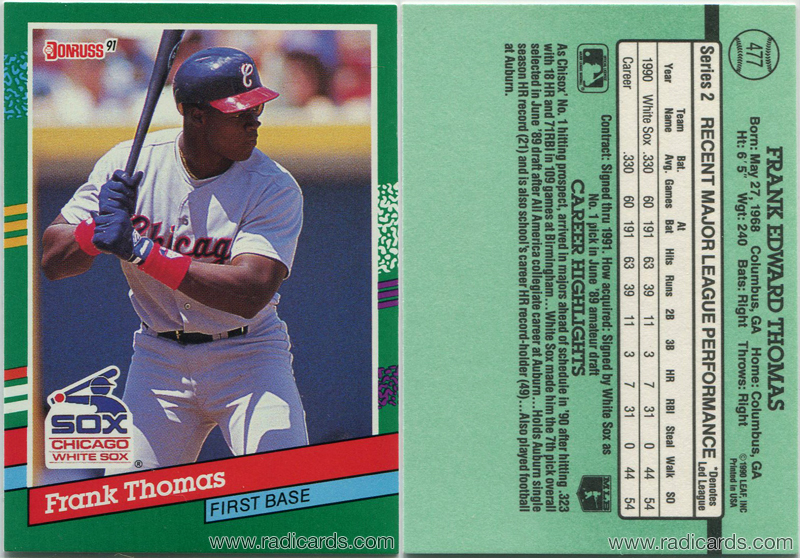 DONRUSS 91
C
Chicag
SOX
CHICAGO
WHITE SOX
®
Frank Thomas
FIRST BASE
www.radicards.com
477
FRANK EDWARD THOMAS
Born: May 27, 1968 Columbus, GA Home: Columbus, GA
Ht: 6'5" Wgt: 240 Bats: Right Throws: Right
© 1990 LEAF, INC.
Printed in USA
Series 2 RECENT MAJOR LEAGUE PERFORMANCE *Denotes Led League
Year Team Name Bat. Avg. Games At Bat Hits Runs 2B 3B HR RBI Steal Walk SO
1990 White Sox .330 60 191 63 39 11 3 7 31 0 44 54
Career .330 60 191 63 39 11 3 7 31 0 44 54
Contract: Signed thru 1991. How acquired: Signed by White Sox as
No. 1 pick in June '89 amateur draft
CAREER HIGHLIGHTS
MLB
As Chisox' No. 1 hitting prospect, arrived in majors ahead of schedule in '90 after hitting .323
with 18 HR and 71RBI in 109 games at Birmingham...White Sox made him the 7th pick overall
selected in June '89 draft after All America collegiate career at Auburn...Holds Auburn single
season HR record (21) and is also school's career HR record-holder (49)...Also played football
at Auburn.
www.radicards.com